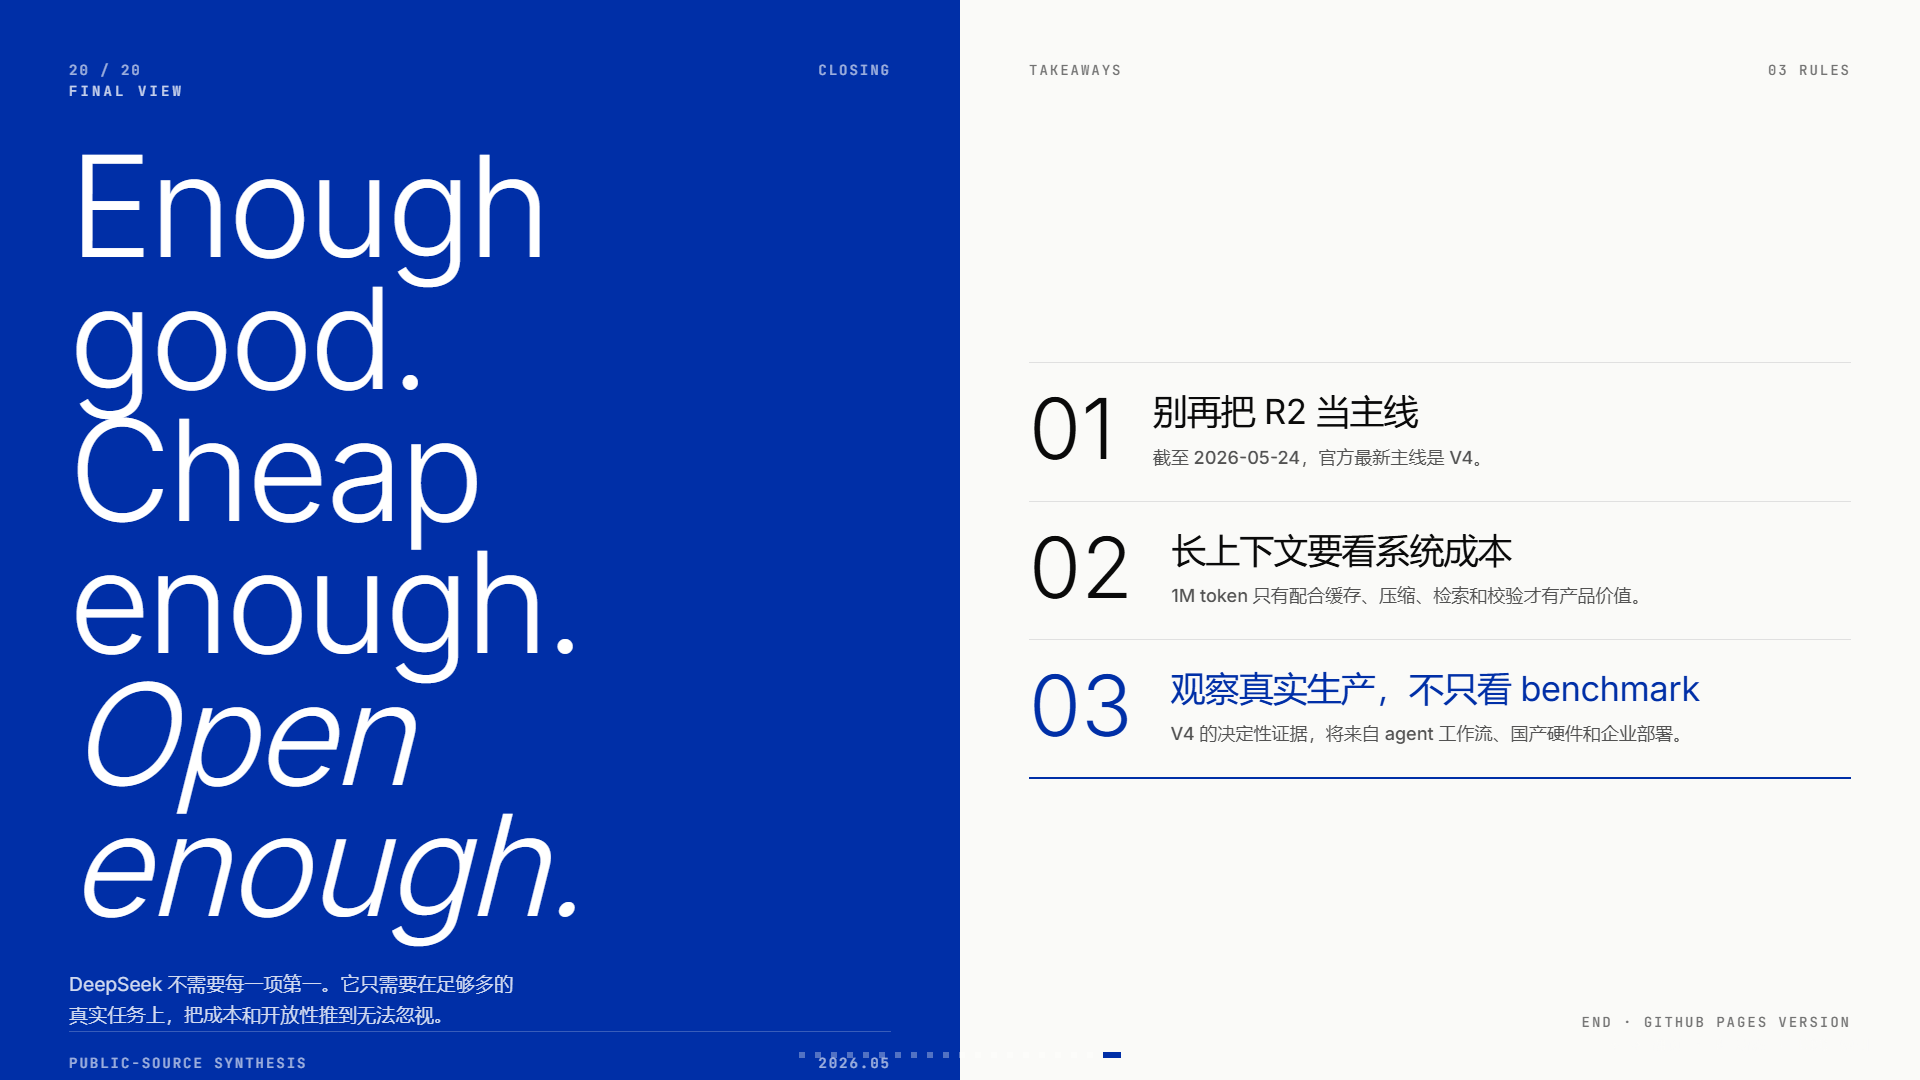 20 / 20
FINAL VIEW
CLOSING
Enough
good.
Cheap
enough.
Open
enough.
DeepSeek 不需要每一项第一。它只需要在足够多的
真实任务上，把成本和开放性推到无法忽视。
PUBLIC-SOURCE SYNTHESIS
2026.05
TAKEAWAYS
03 RULES
01
别再把 R2 当主线
截至 2026-05-24，官方最新主线是 V4。
02
长上下文要看系统成本
1M token 只有配合缓存、压缩、检索和校验才有产品价值。
03
观察真实生产，不只看 benchmark
V4 的决定性证据，将来自 agent 工作流、国产硬件和企业部署。
END · GITHUB PAGES VERSION